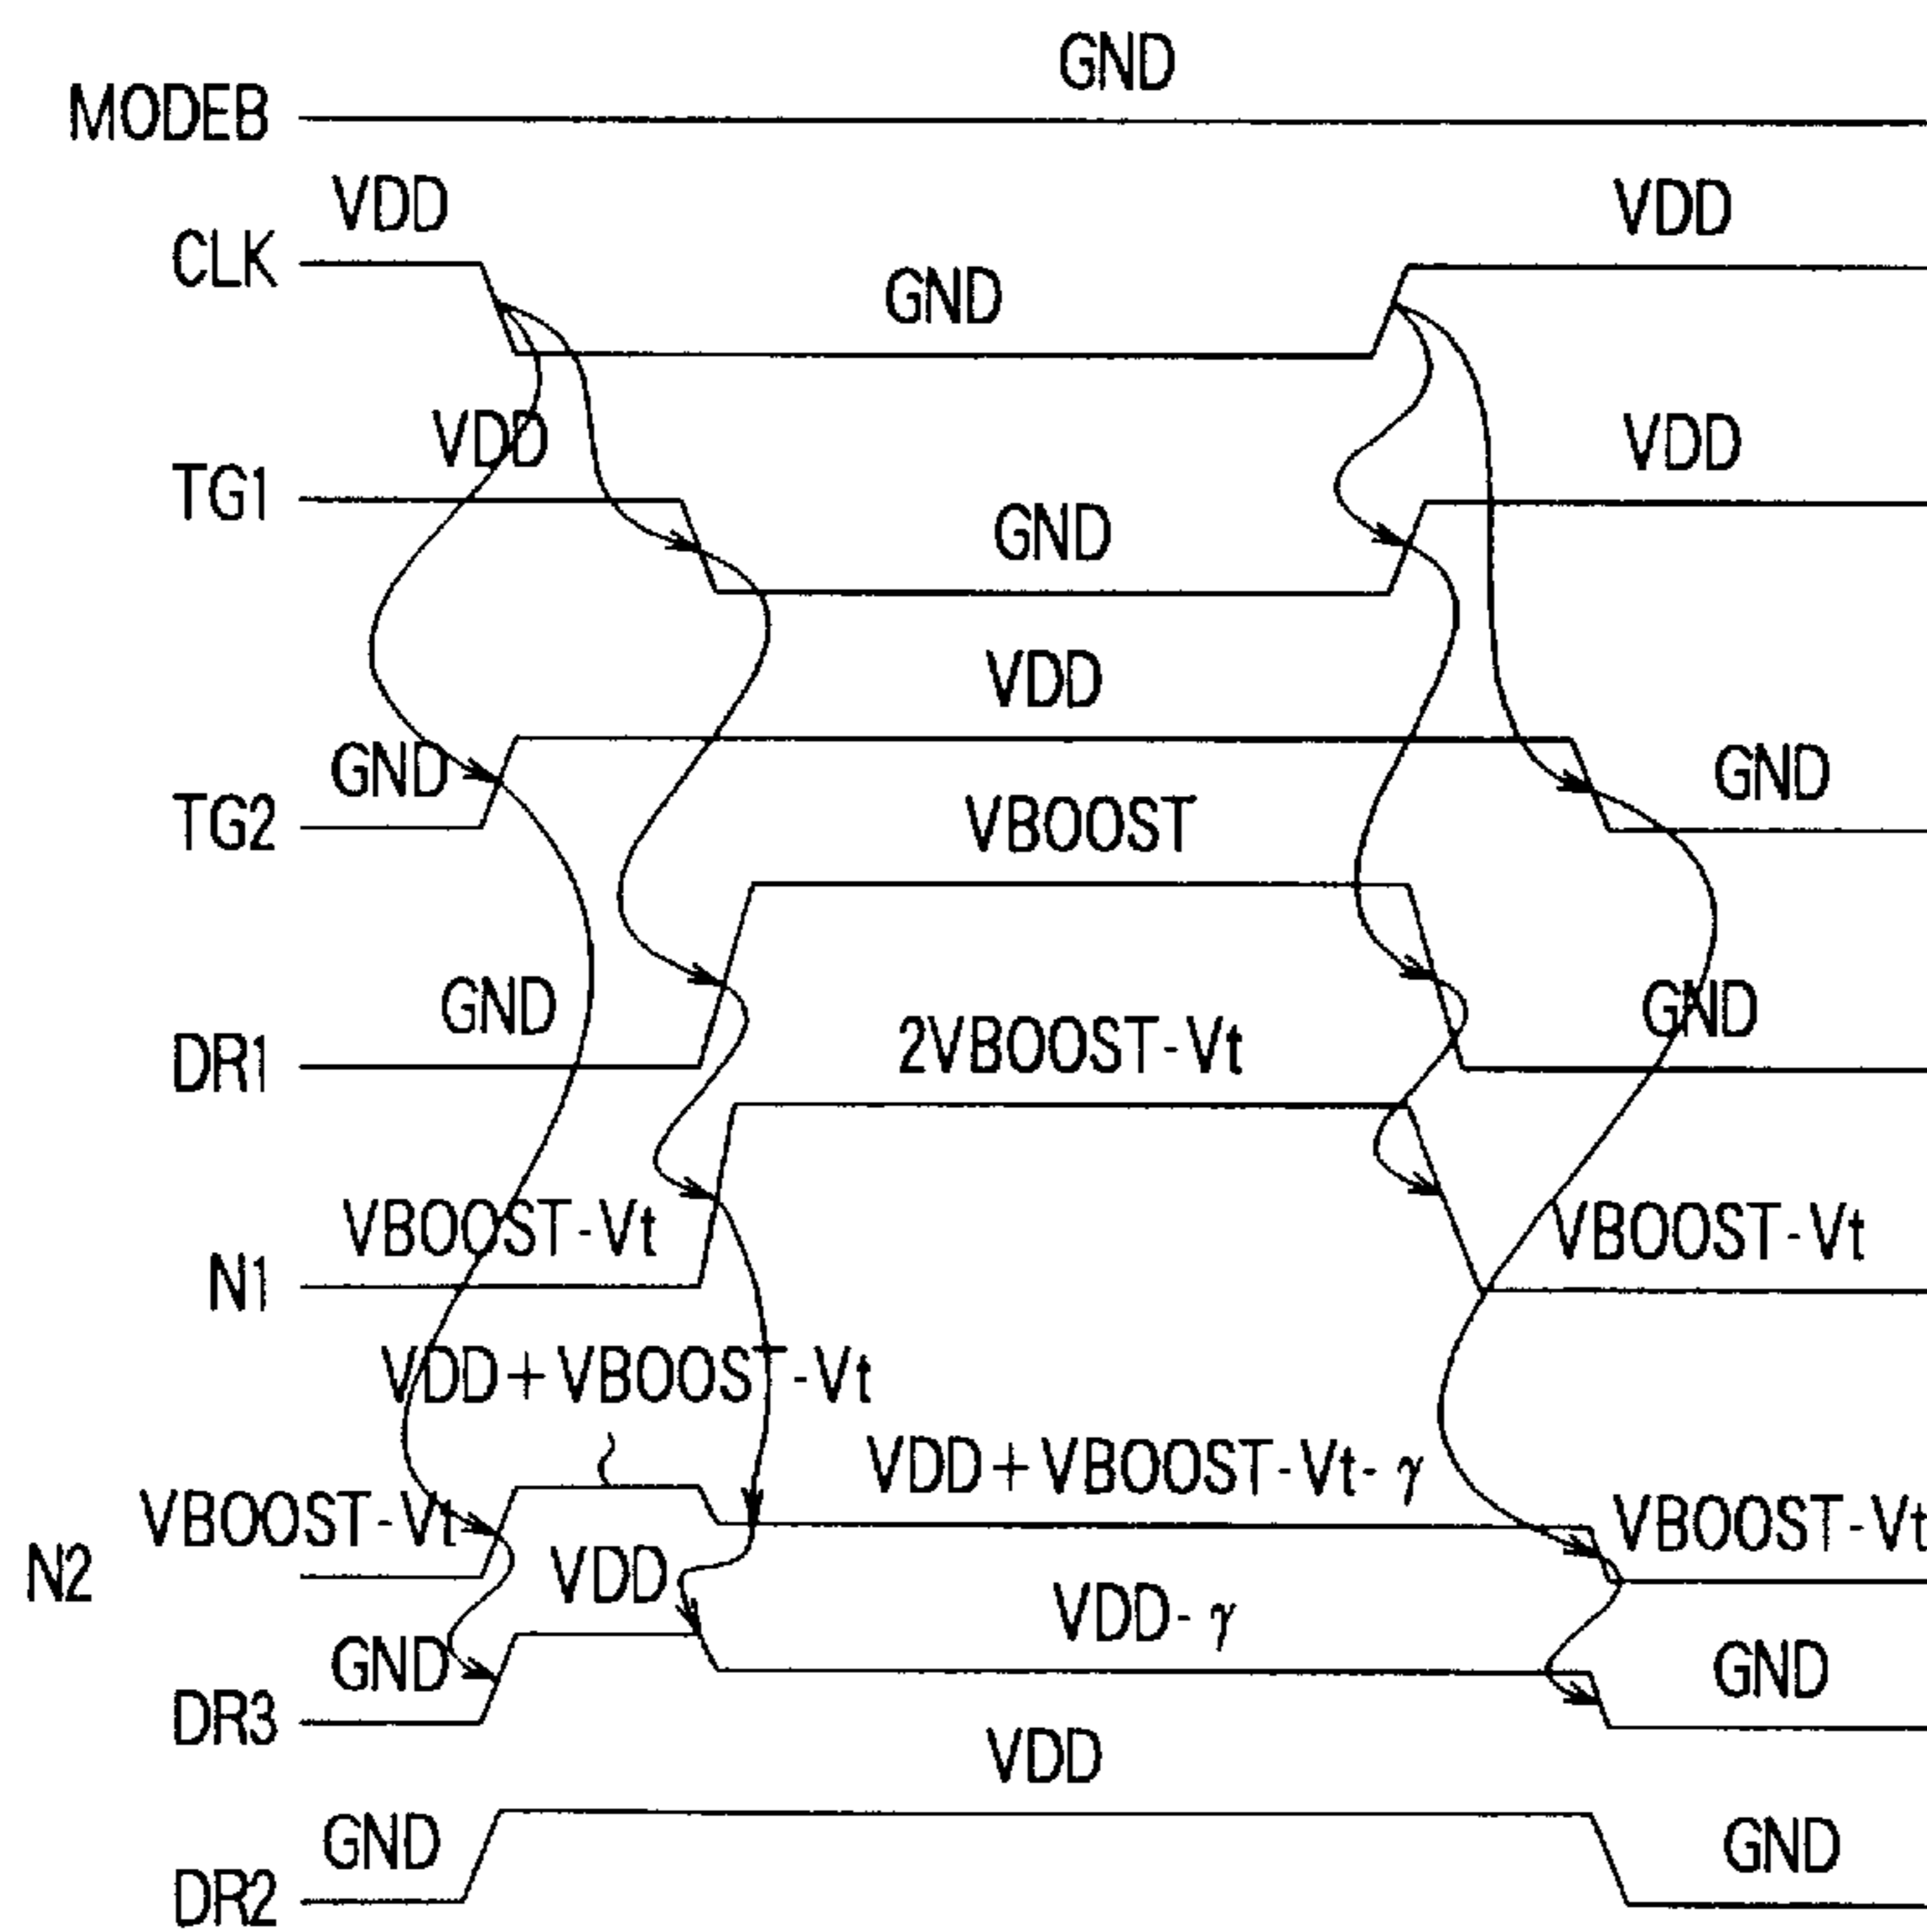 GND
MODEB
VDD
VDD
CLK
GND
VDD
VDD
TG1
GND
VDD
GND
GND
TG2
VBOOST
GND
GND
DR1
2VBOOST-Vt
VBOOST-Vt
VBOOST-Vt
N1
VDD+VBOOST-Vt
VDD+VBOOST-Vt-γ
VBOOST-Vt
VBOOST-Vt
N2
VDD
VDD-γ
GND
GND
DR3
VDD
GND
GND
DR2